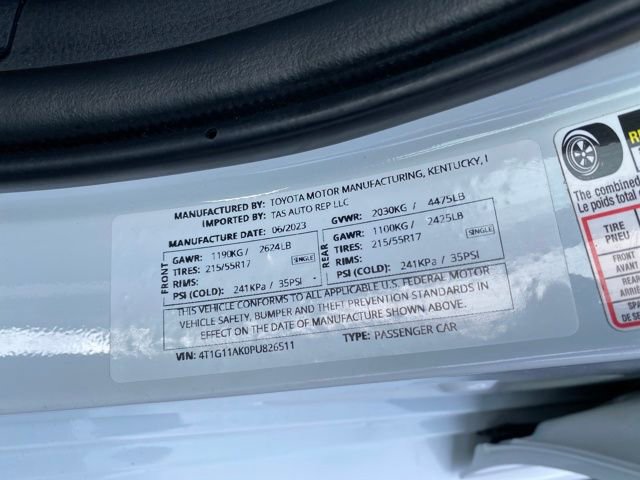 MANUFACTURED BY: TOYOTA MOTOR MANUFACTURING, KENTUCKY, I
IMPORTED BY: TAS AUTO REP LLC
MANUFACTURE DATE: 06/2023 GVWR: 2030KG / 4475LB
FRONT
GAWR: 1190KG / 2624LB
TIRES: 215/55R17 SINGLE
RIMS:
PSI (COLD): 241KPa / 35PSI
REAR
GAWR: 1100KG / 2425LB
TIRES: 215/55R17 SINGLE
RIMS:
PSI (COLD): 241KPa / 35PSI
THIS VEHICLE CONFORMS TO ALL APPLICABLE U.S. FEDERAL MOTOR
VEHICLE SAFETY, BUMPER AND THEFT PREVENTION STANDARDS IN
EFFECT ON THE DATE OF MANUFACTURE SHOWN ABOVE.
VIN: 4T1G11AK0PU826511 TYPE: PASSENGER CAR
The combined
Le poids total
TIRE
PNEU
FRONT
AVANT
REAR
ARRIÈ
SPAR
DE SE